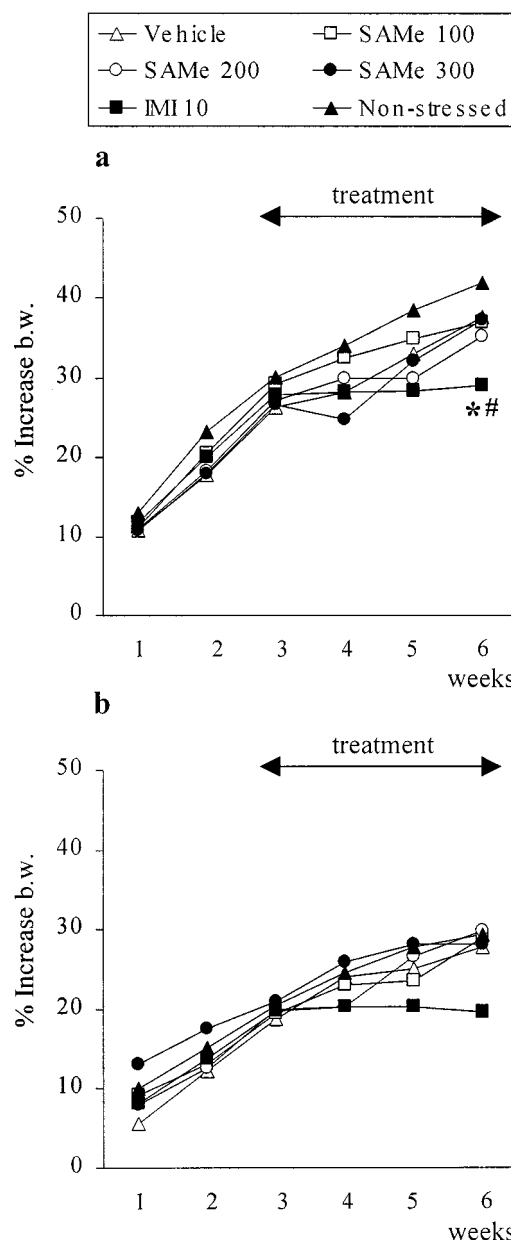 Vehicle SAMe 100
SAMe 200 SAMe 300
IMI 10 Non-stressed
a
treatment
50
40
30
20
10
0
% Increase b.w.
*#
1 2 3 4 5 6
weeks
b
treatment
50
40
30
20
10
0
% Increase b.w.
1 2 3 4 5 6
weeks